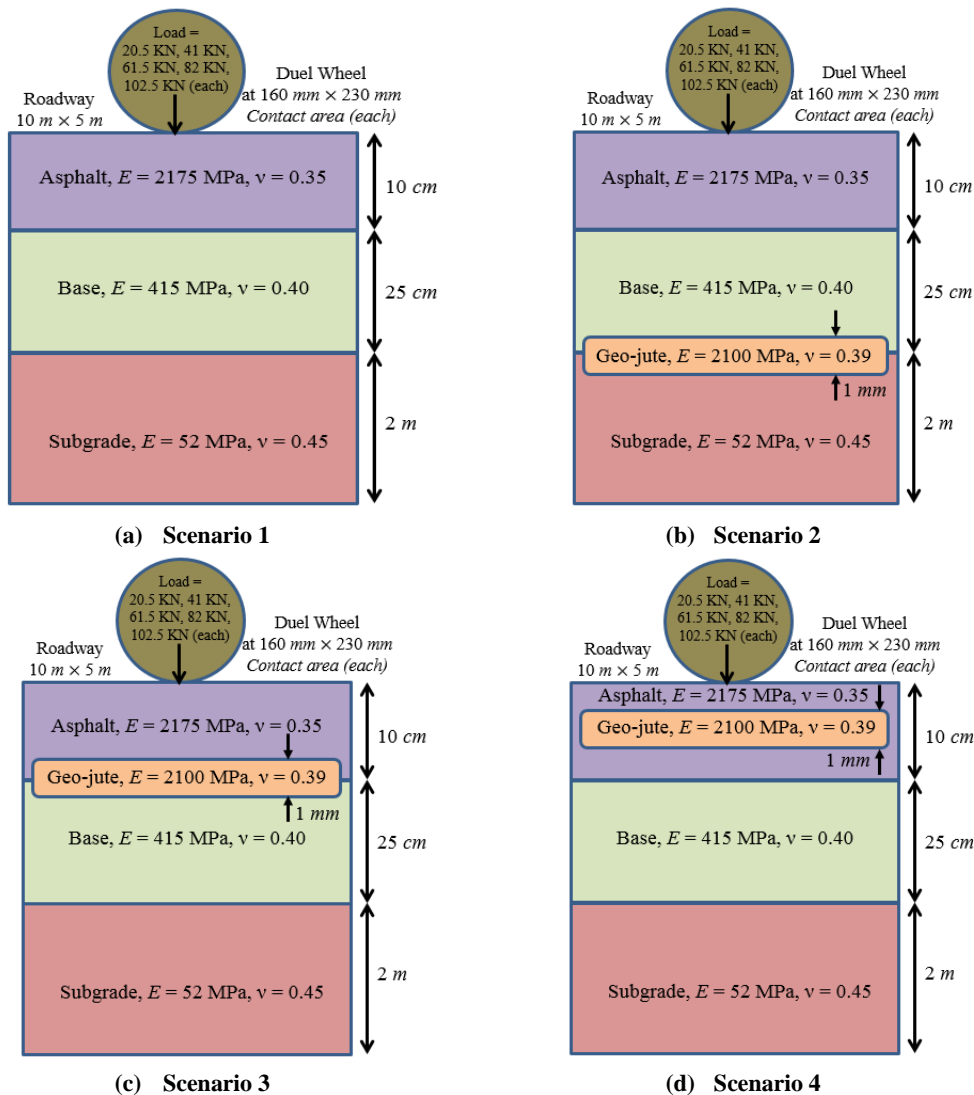 Load =
20.5 KN, 41 KN,
61.5 KN, 82 KN,
102.5 KN (each)
Duel Wheel
at 160 mm × 230 mm
Contact area (each)
Roadway
10 m × 5 m
Asphalt, E = 2175 MPa, ν = 0.35
10 cm
Base, E = 415 MPa, ν = 0.40
25 cm
Subgrade, E = 52 MPa, ν = 0.45
2 m
(a) Scenario 1
Load =
20.5 KN, 41 KN,
61.5 KN, 82 KN,
102.5 KN (each)
Duel Wheel
at 160 mm × 230 mm
Contact area (each)
Roadway
10 m × 5 m
Asphalt, E = 2175 MPa, ν = 0.35
10 cm
Base, E = 415 MPa, ν = 0.40
25 cm
Geo-jute, E = 2100 MPa, ν = 0.39
1 mm
Subgrade, E = 52 MPa, ν = 0.45
2 m
(b) Scenario 2
Load =
20.5 KN, 41 KN,
61.5 KN, 82 KN,
102.5 KN (each)
Duel Wheel
at 160 mm × 230 mm
Contact area (each)
Roadway
10 m × 5 m
Asphalt, E = 2175 MPa, ν = 0.35
10 cm
Geo-jute, E = 2100 MPa, ν = 0.39
1 mm
Base, E = 415 MPa, ν = 0.40
25 cm
Subgrade, E = 52 MPa, ν = 0.45
2 m
(c) Scenario 3
Load =
20.5 KN, 41 KN,
61.5 KN, 82 KN,
102.5 KN (each)
Duel Wheel
at 160 mm × 230 mm
Contact area (each)
Roadway
10 m × 5 m
Asphalt, E = 2175 MPa, ν = 0.35
Geo-jute, E = 2100 MPa, ν = 0.39
10 cm
1 mm
Base, E = 415 MPa, ν = 0.40
25 cm
Subgrade, E = 52 MPa, ν = 0.45
2 m
(d) Scenario 4